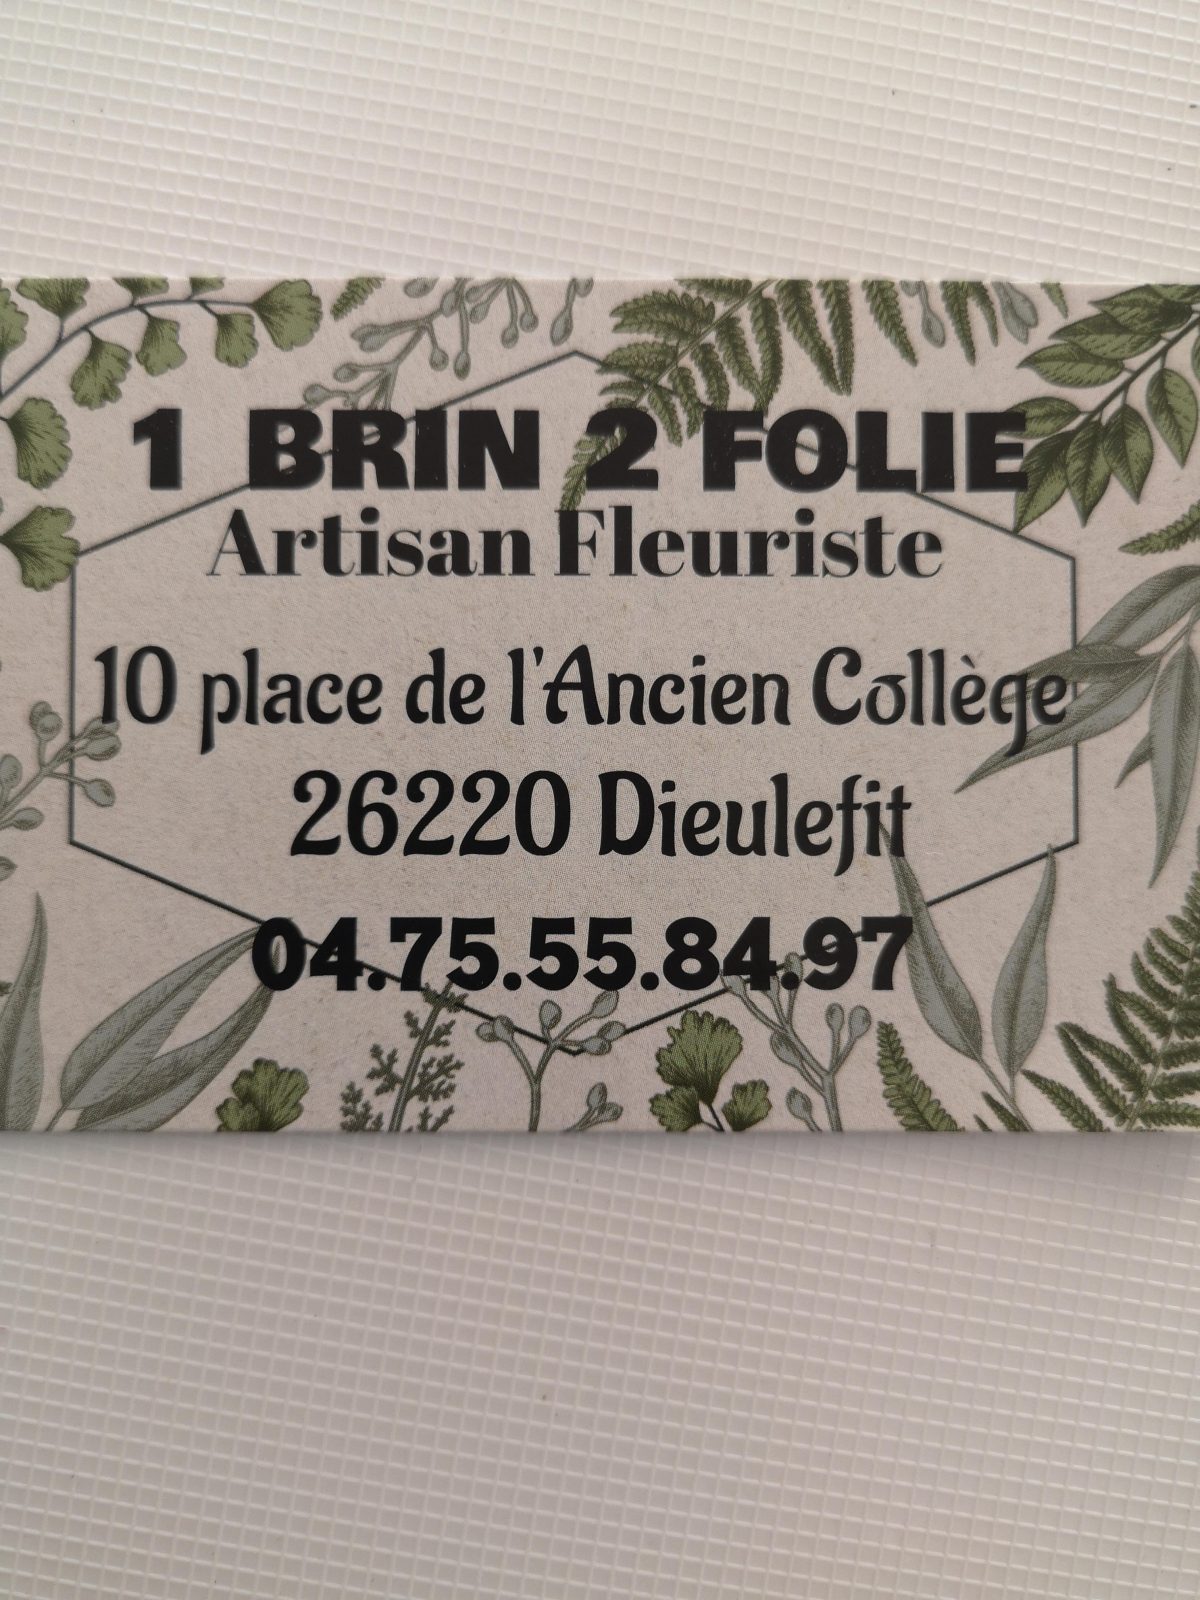 1 BRIN 2 FOLIE
Artisan Fleuriste
10 place de l'Ancien Collège
26220 Dieulefit
04.75.55.84.97